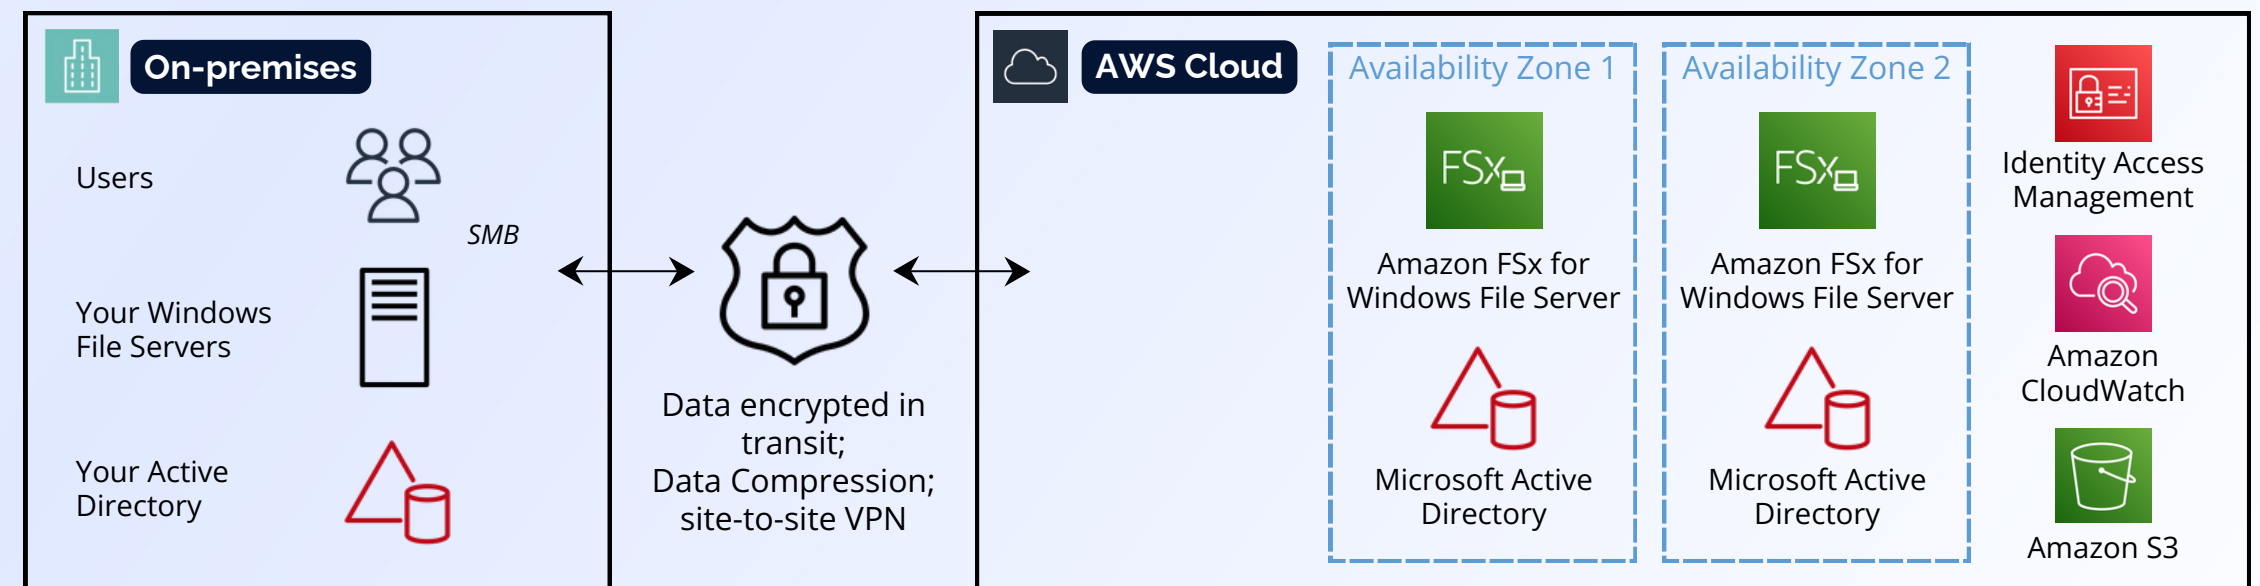 On-premises
Users
SMB
Your Windows
File Servers
Your Active
Directory
Data encrypted in
transit;
Data Compression;
site-to-site VPN
AWS Cloud
Availability Zone 1
FSx
Amazon FSx for
Windows File Server
Microsoft Active
Directory
Availability Zone 2
FSx
Amazon FSx for
Windows File Server
Microsoft Active
Directory
Identity Access
Management
Amazon
CloudWatch
Amazon S3